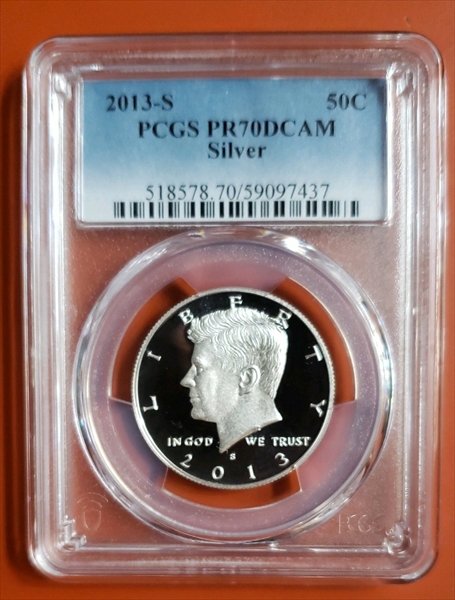 2013-S 50C
PCGS PR70DCAM
Silver
518578.70/59097437
LIBERTY
IN GOD WE TRUST
S
2013